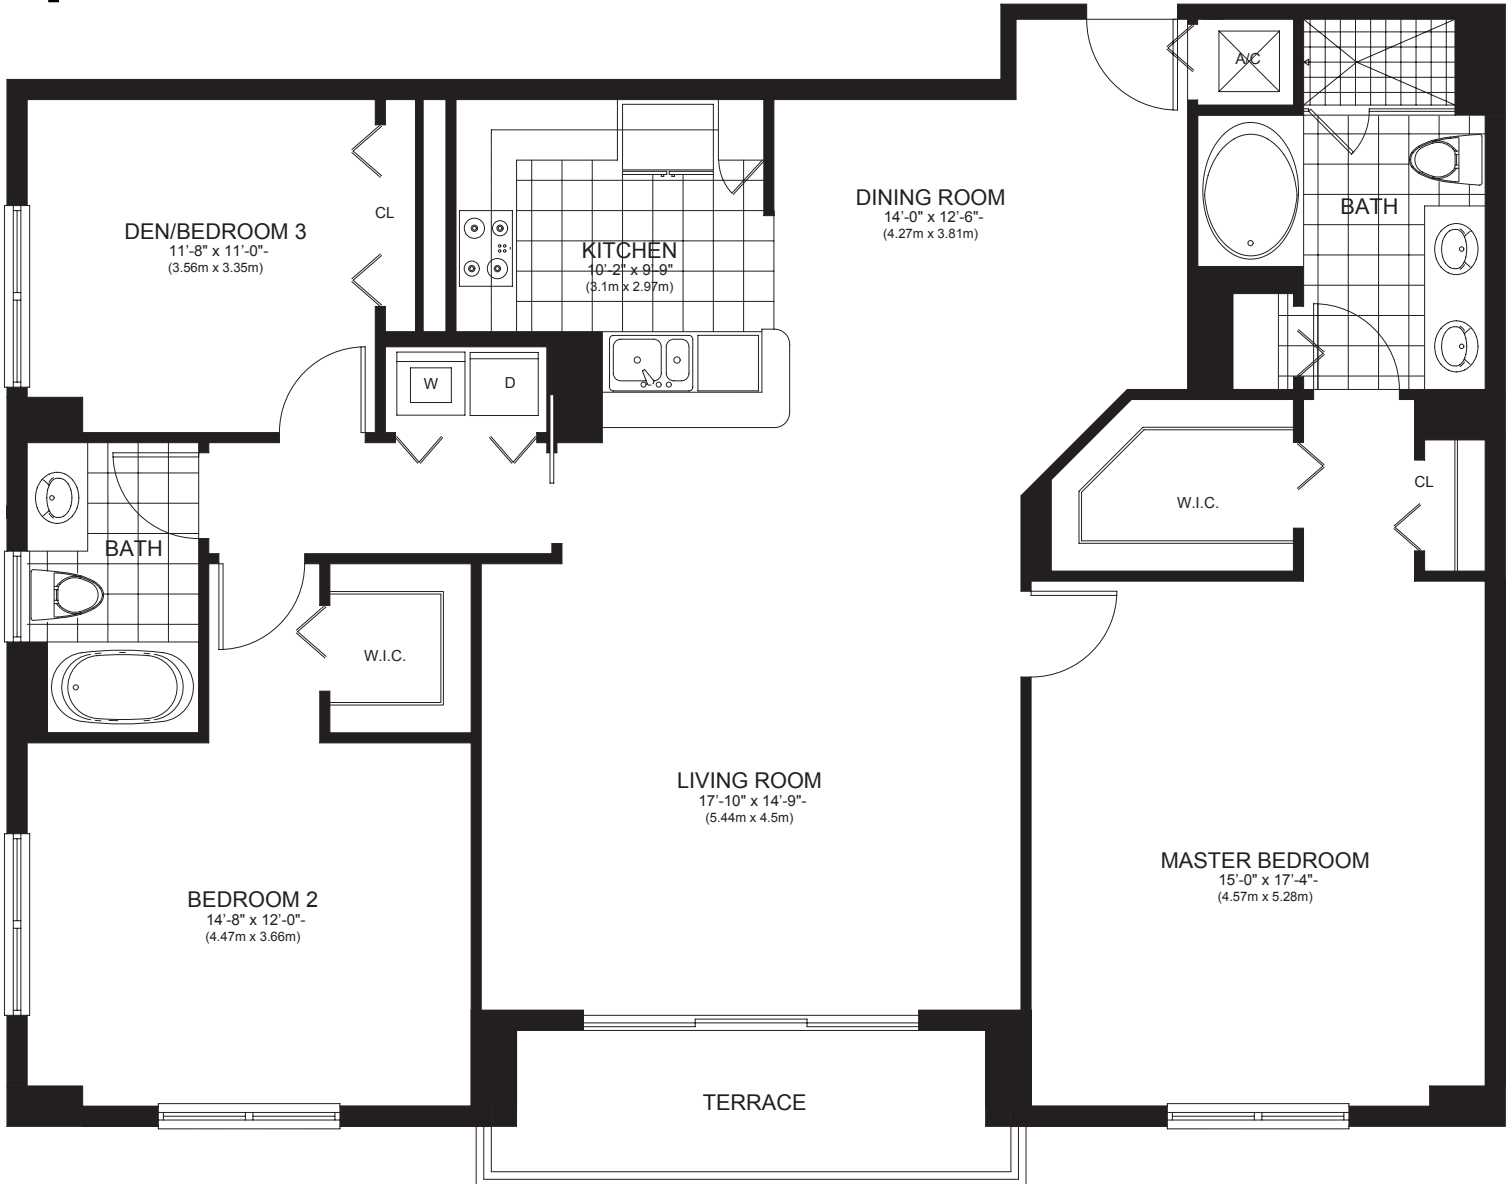 A/C
DINING ROOM
14'-0" x 12'-6"-
(4.27m x 3.81m)
BATH
CL
DEN/BEDROOM 3
11'-8" x 11'-0"-
(3.56m x 3.35m)
KITCHEN
10'-2" x 9'-9"
(3.1m x 2.97m)
W
D
W.I.C.
CL
BATH
W.I.C.
LIVING ROOM
17'-10" x 14'-9"-
(5.44m x 4.5m)
MASTER BEDROOM
15'-0" x 17'-4"-
(4.57m x 5.28m)
BEDROOM 2
14'-8" x 12'-0"-
(4.47m x 3.66m)
TERRACE